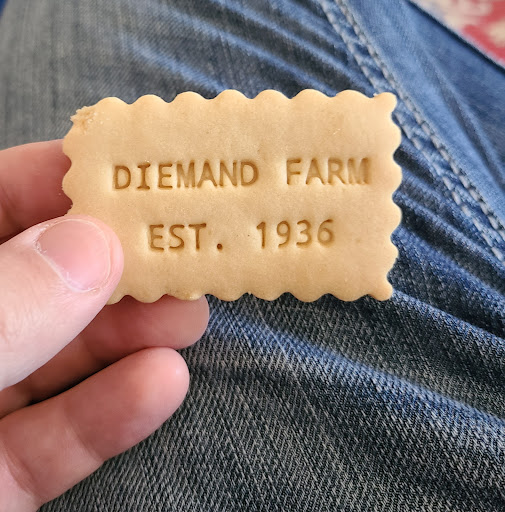 DIEMAND FARM
EST. 1936